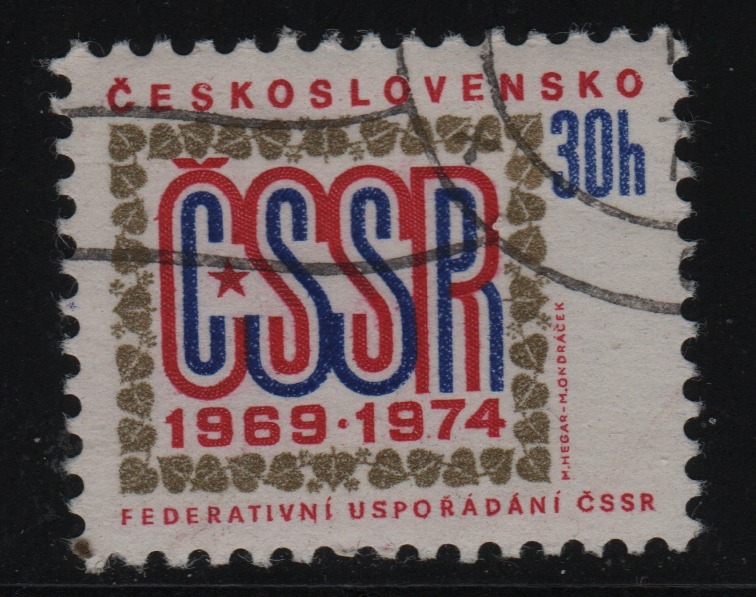 ČESKOSLOVENSKO
30h
ČSSR
1969·1974
M.HEGAR-M.ONDRÁČEK
FEDERATIVNÍ USPOŘÁDÁNÍ ČSSR